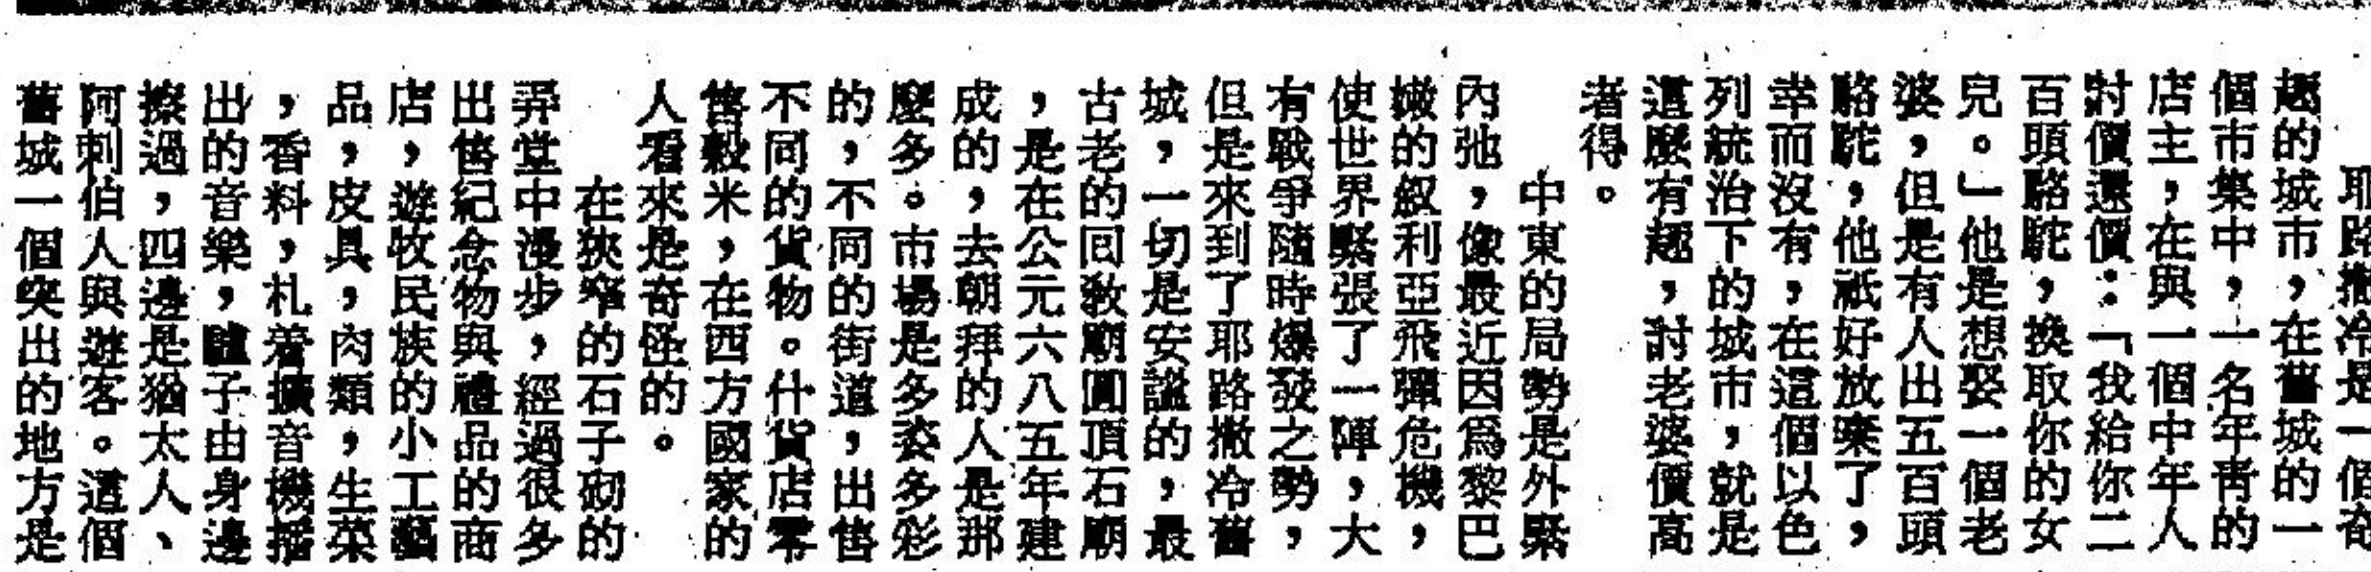 耶路撒冷是一個奇
趣的城市，在舊城的一
個市集中，一名年青的
店主，在與一個中年人
討價還價：「我給你二
百頭駱駝，換取你的女
兒。」他是想娶一個老
婆，但是有人出五百頭
駱駝，他祇好放棄了，
幸而沒有，在這個以色
列統治下的城市，就是
這麼有趣，討老婆價高
者得。
中東的局勢是外緊
內弛，像最近因爲黎巴
嫩的叙利亞飛彈危機，
使世界緊張了一陣，大
有戰爭隨時爆發之勢，
但是來到了耶路撒冷舊
城，一切是安謐的，最
古老的回敎廟圓頂石廟
，是在公元六八五年建
成的，去朝拜的人是那
麼多。市場是多姿多彩
的，不同的街道，出售
不同的貨物。什貨店零
售穀米，在西方國家的
人看來是奇怪的。
在狹窄的石子砌的
弄堂中漫步，經過很多
出售紀念物與禮品的商
店，遊牧民族的小工藝
品，皮具，肉類，生菜
，香料，札着擴音機播
出的音樂，驢子由身邊
擦過，四邊是猶太人、
阿剌伯人與遊客。這個
舊城一個突出的地方是